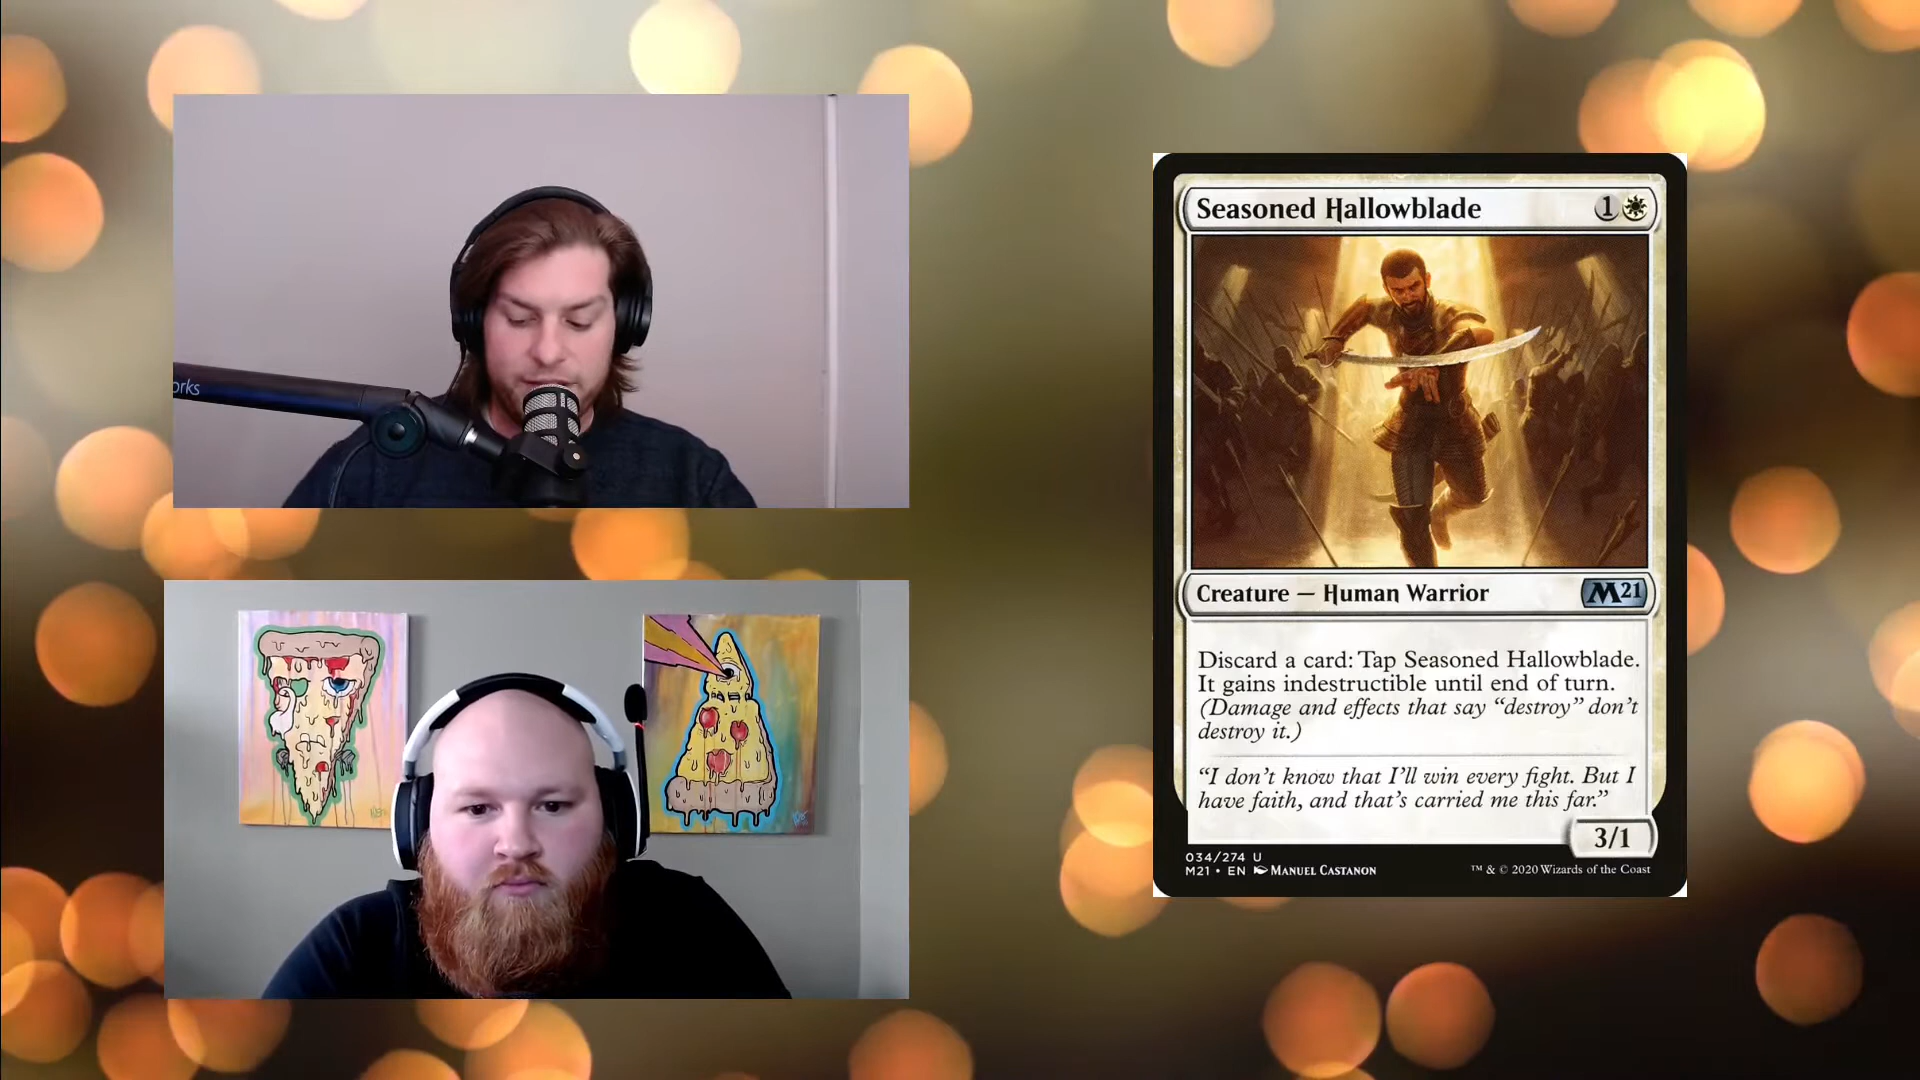 orks
Seasoned Hallowblade 1
Creature — Human Warrior M21
Discard a card: Tap Seasoned Hallowblade.
It gains indestructible until end of turn.
(Damage and effects that say “destroy” don’t
destroy it.)
“I don’t know that I’ll win every fight. But I
have faith, and that’s carried me this far.”
3/1
034/274 U
M21 • EN MANUEL CASTANON
™ & © 2020 Wizards of the Coast